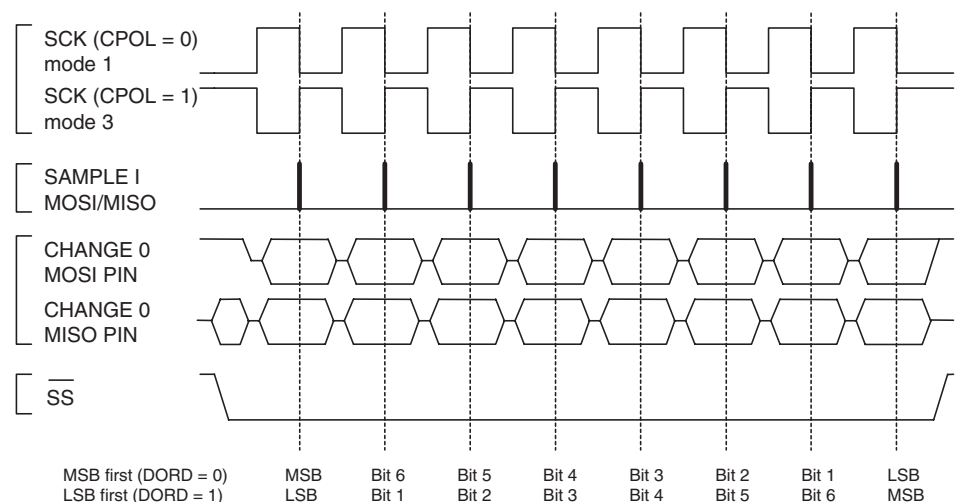 SCK (CPOL = 0)
mode 1
SCK (CPOL = 1)
mode 3
SAMPLE I
MOSI/MISO
CHANGE 0
MOSI PIN
CHANGE 0
MISO PIN
SS
MSB first (DORD = 0) MSB Bit 6 Bit 5 Bit 4 Bit 3 Bit 2 Bit 1 LSB
LSB first (DORD = 1) LSB Bit 1 Bit 2 Bit 3 Bit 4 Bit 5 Bit 6 MSB